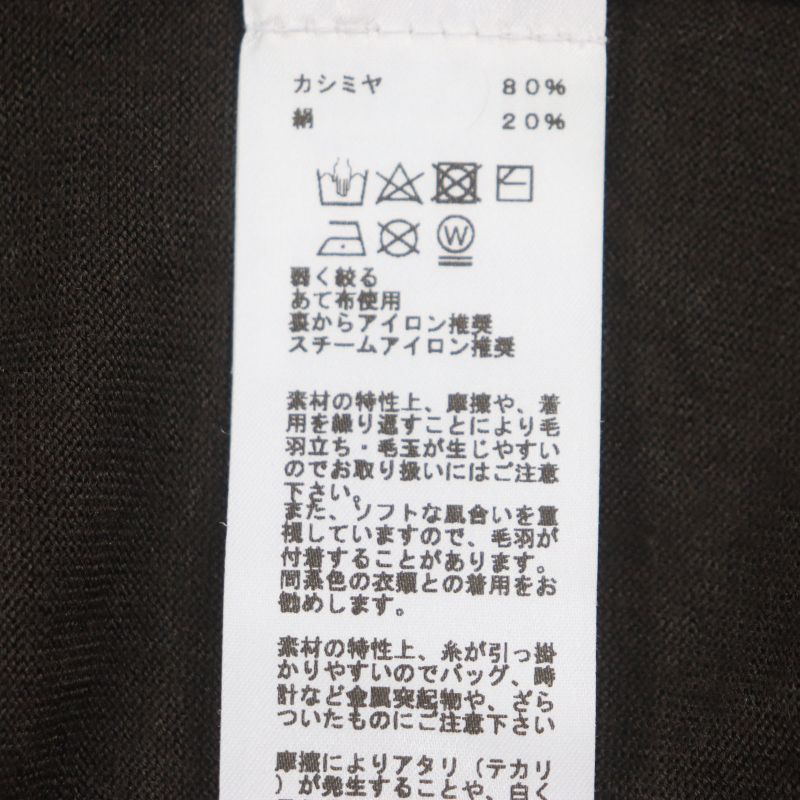 カシミヤ 80%
絹 20%
W
弱く絞る
あて布使用
裏からアイロン推奨
スチームアイロン推奨
素材の特性上、摩擦や、着
用を繰り返すことにより毛
羽立ち・毛玉が生じやすい
のでお取り扱いにはご注意
下さい。
また、ソフトな風合いを重
視していますので、毛羽が
付着することがあります。
同系色の衣類との着用をお
勧めします。
素材の特性上、糸が引っ掛
かりやすいのでバッグ、時
計など金属突起物や、ざら
ついたものにご注意下さい
摩擦によりアタリ（テカリ
）が発生することや、白く